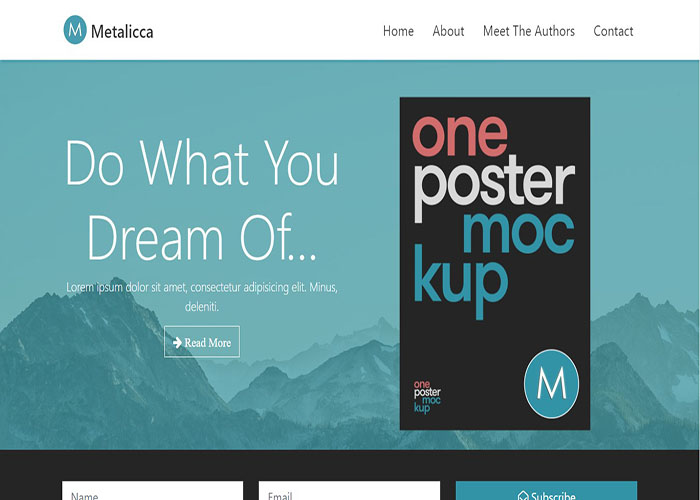 M Metalicca
Home About Meet The Authors Contact
Do What You
Dream Of...
Lorem ipsum dolor sit amet, consectetur adipisicing elit. Minus,
deleniti.
Read More
one
poster
moc
kup
one
poster
moc
kup
M
Name
Email
Subscribe